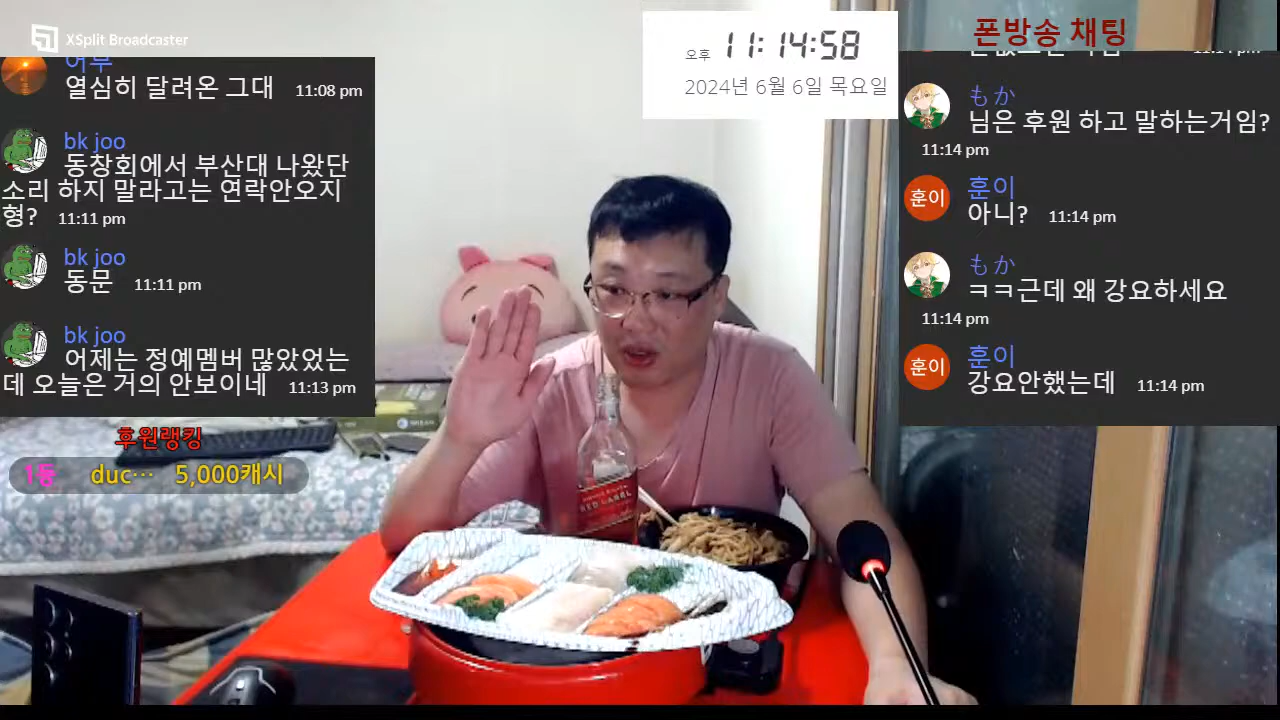 XSplit Broadcaster
어부
열심히 달려온 그대 11:08 pm
bk joo
동창회에서 부산대 나왔단
소리 하지 말라고는 연락안오지
형? 11:11 pm
bk joo
동문 11:11 pm
bk joo
어제는 정예멤버 많았었는
데 오늘은 거의 안보이네 11:13 pm
후원랭킹
1등 duc… 5,000캐시
오후 11:14:58
2024년 6월 6일 목요일
RED LABEL
폰방송 채팅
もか
님은 후원 하고 말하는거임?
11:14 pm
훈이
훈이
아니? 11:14 pm
もか
ㅋㅋ근데 왜 강요하세요
11:14 pm
훈이
훈이
강요안했는데 11:14 pm